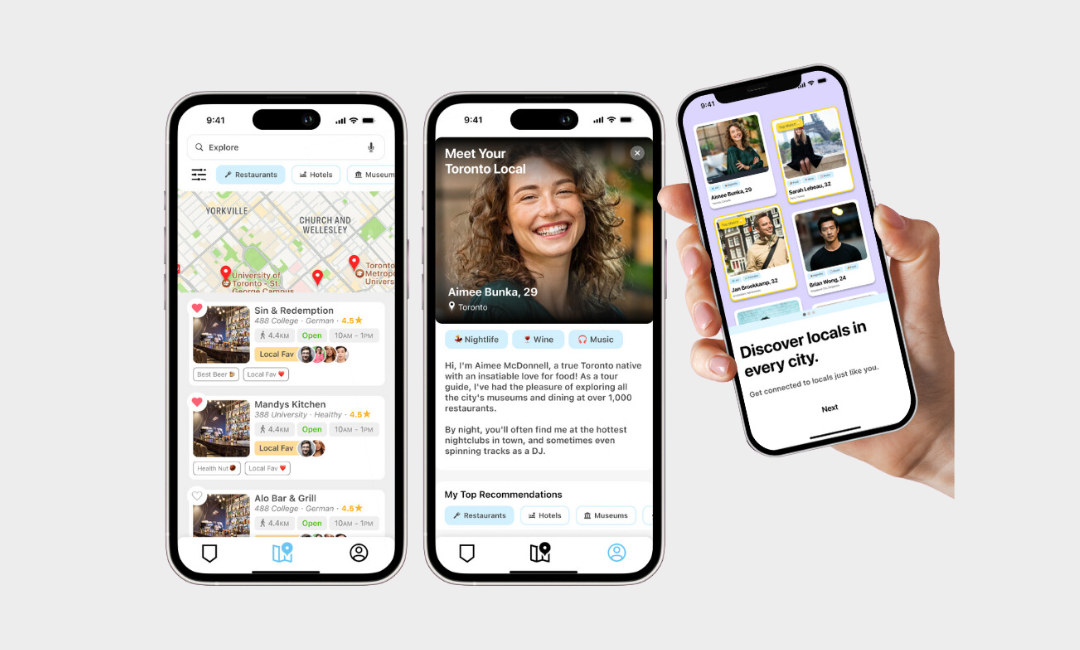 9:41
Explore
Restaurants
Hotels
Museum
YORKVILLE
CHURCH AND
WELLESLEY
University of
Toronto - St.
George Campus
Toronto
Metropo
Univers
Sin & Redemption
488 College · German · 4.5
4.4KM
Open
10AM – 1PM
Local Fav
Best Beer
Local Fav
Mandys Kitchen
388 University · Healthy · 4.5
4.4KM
Open
10AM – 1PM
Local Fav
Health Nut
Local Fav
Alo Bar & Grill
488 College · German · 4.5
4.4KM
Open
10AM – 1PM
9:41
Meet Your
Toronto Local
Aimee Bunka, 29
Toronto
Nightlife
Wine
Music
Hi, I'm Aimee McDonnell, a true Toronto native
with an insatiable love for food! As a tour
guide, I've had the pleasure of exploring all
the city's museums and dining at over 1,000
restaurants.
By night, you'll often find me at the hottest
nightclubs in town, and sometimes even
spinning tracks as a DJ.
My Top Recommendations
Restaurants
Hotels
Museums
9:41
Aimee Bunka, 29
Sarah Lebeau, 32
Jan Broekkamp, 32
Brian Wong, 24
Discover locals in
every city.
Get connected to locals just like you.
Next